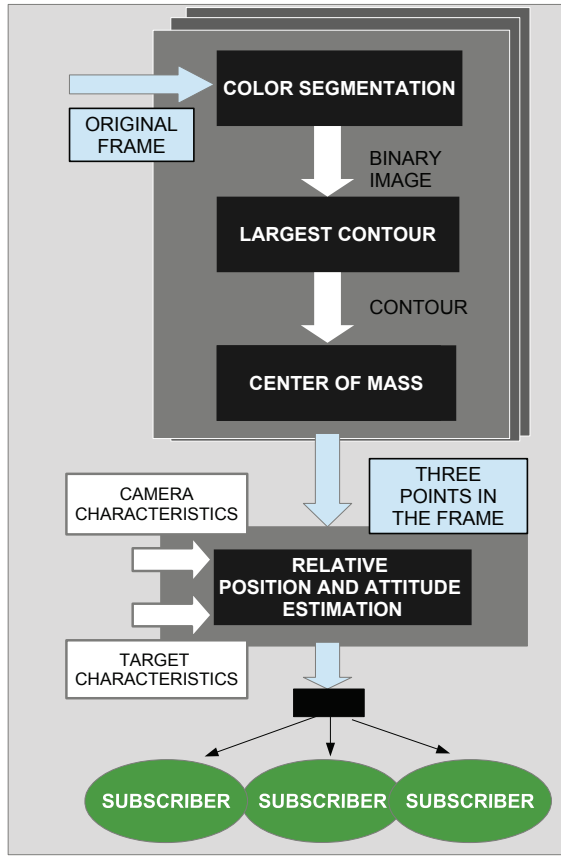 COLOR SEGMENTATION
ORIGINAL
FRAME
BINARY
IMAGE
LARGEST CONTOUR
CONTOUR
CENTER OF MASS
THREE
POINTS IN
THE FRAME
CAMERA
CHARACTERISTICS
RELATIVE
POSITION AND ATTITUDE
ESTIMATION
TARGET
CHARACTERISTICS
SUBSCRIBER
SUBSCRIBER
SUBSCRIBER